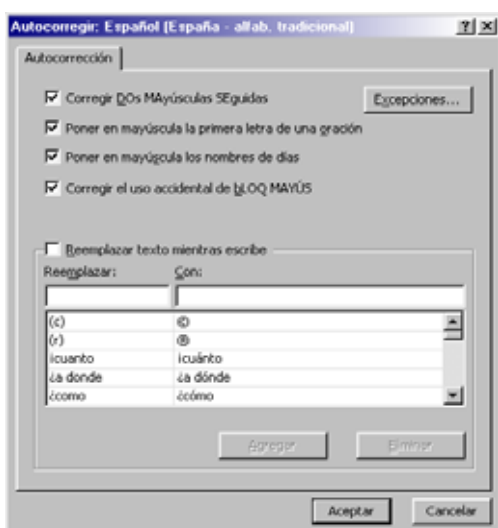 Autocorregir: Español (España - alfab. tradicional)
Autocorrección
Corregir DOs MAyúsculas SEguidas
Excepciones...
Poner en mayúscula la primera letra de una oración
Poner en mayúscula los nombres de días
Corregir el uso accidental de bLOQ MAYÚS
Reemplazar texto mientras escribe
Reemplazar: Con:
(c) ©
(r) ®
¡cuanto ¡cuánto
¿a donde ¿a dónde
¿como ¿cómo
Agregar Eliminar
Aceptar Cancelar